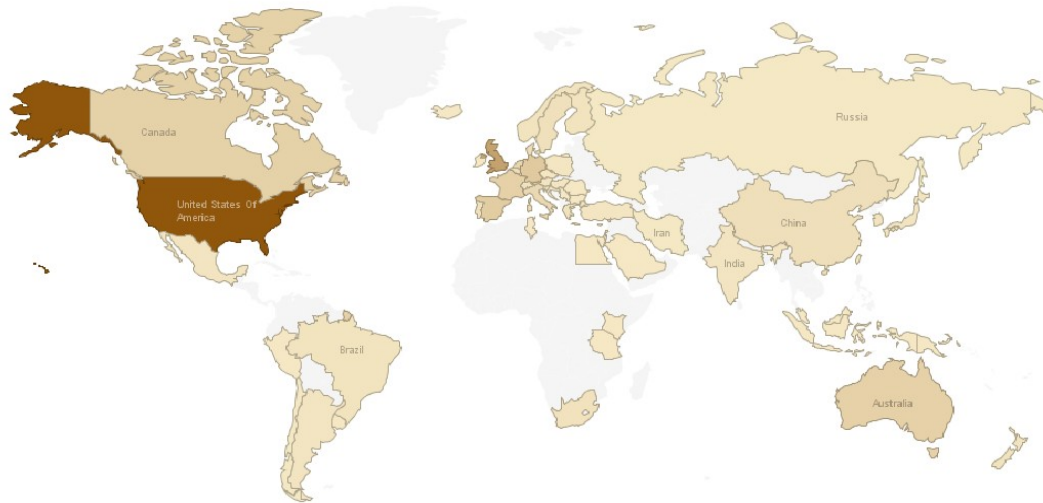 Canada
Russia
United States Of
America
China
Iran
India
Brazil
Australia